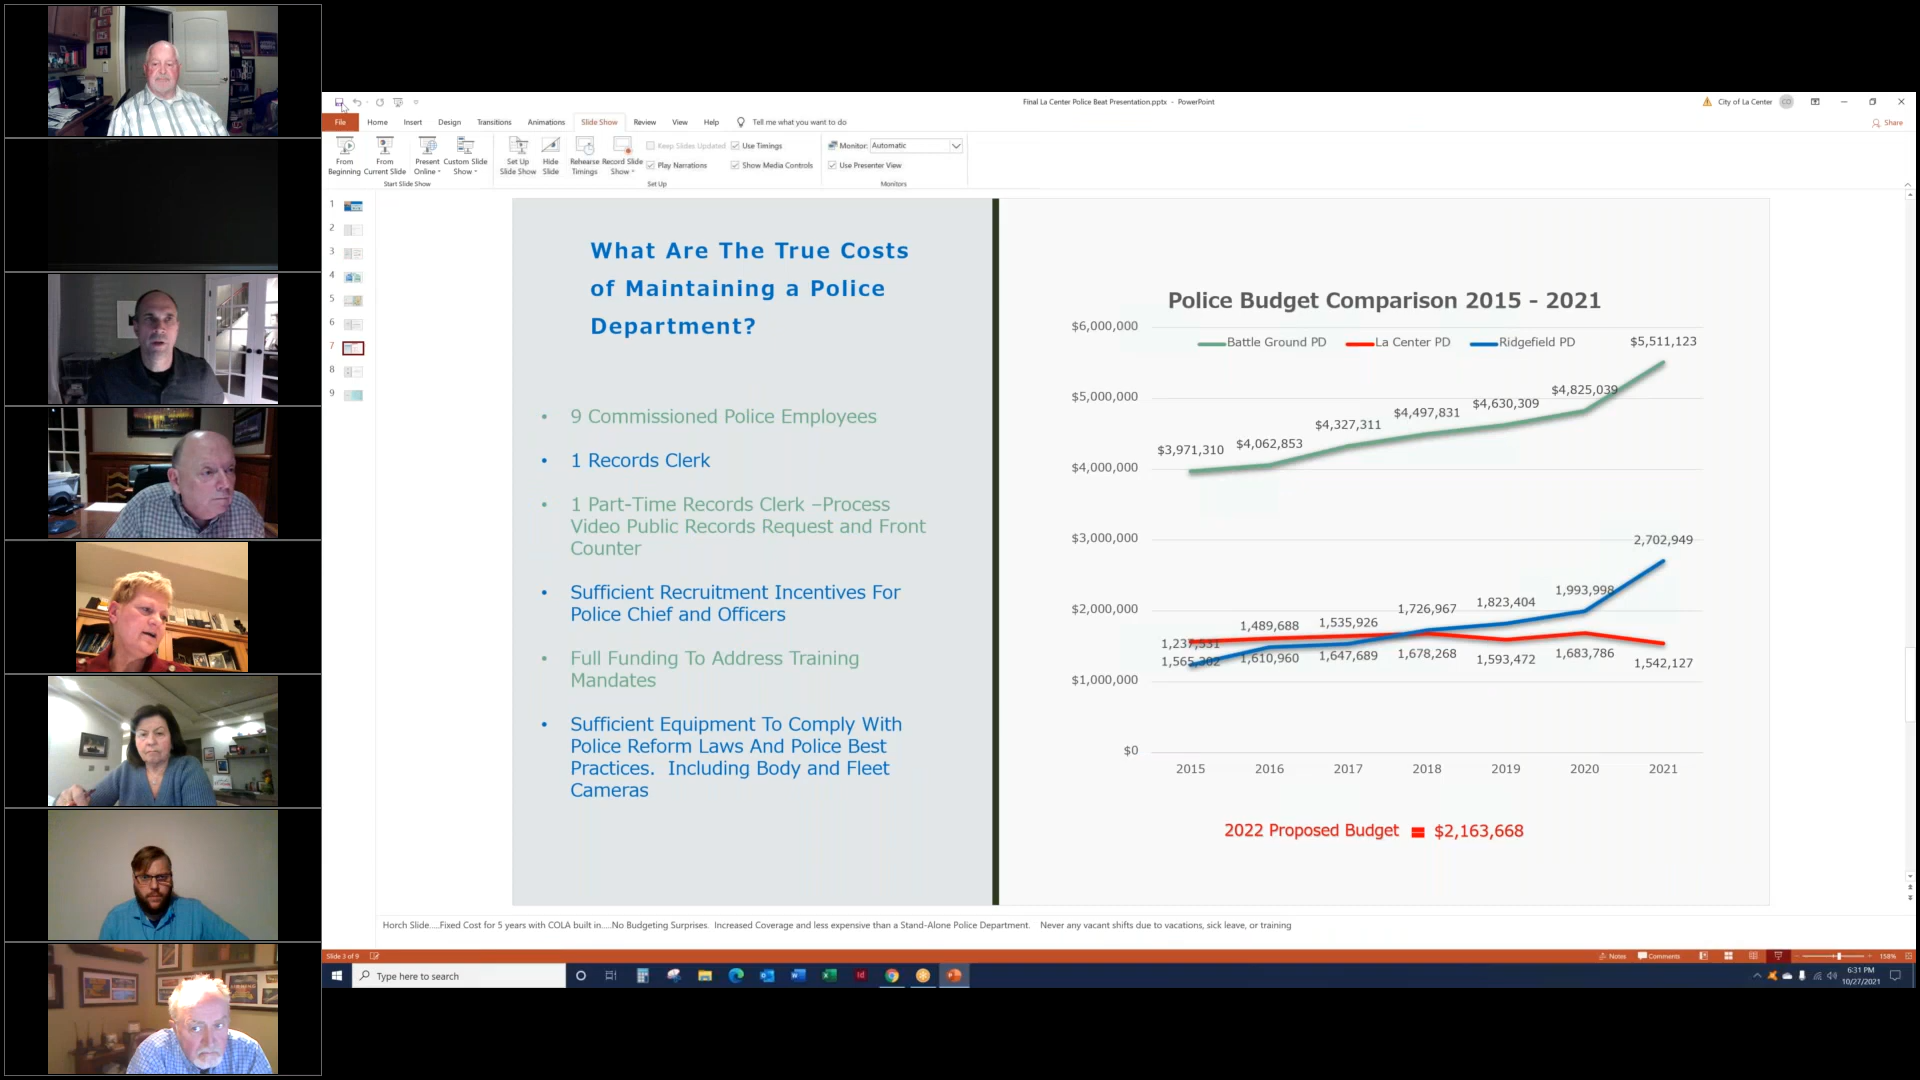 Final La Center Police Beat Presentation.pptx - PowerPoint
City of La Center
CO
File Home Insert Design Transitions Animations Slide Show Review View Help Tell me what you want to do
Share
From Beginning
From Current Slide
Present Online
Custom Slide Show
Set Up Slide Show
Hide Slide
Rehearse Timings
Record Slide Show
Keep Slides Updated
Use Timings
Play Narrations
Show Media Controls
Monitor: Automatic
Use Presenter View
Start Slide Show
Set Up
Monitors
1
2
3
4
5
6
7
8
9
What Are The True Costs
of Maintaining a Police
Department?
• 9 Commissioned Police Employees
• 1 Records Clerk
• 1 Part-Time Records Clerk –Process
Video Public Records Request and Front
Counter
• Sufficient Recruitment Incentives For
Police Chief and Officers
• Full Funding To Address Training
Mandates
• Sufficient Equipment To Comply With
Police Reform Laws And Police Best
Practices. Including Body and Fleet
Cameras
Police Budget Comparison 2015 - 2021
$6,000,000
Battle Ground PD La Center PD Ridgefield PD
$5,511,123
$5,000,000
$4,825,039
$4,630,309
$4,497,831
$4,327,311
$4,062,853
$3,971,310
$4,000,000
$3,000,000
2,702,949
$2,000,000
1,993,998
1,823,404
1,726,967
1,535,926
1,489,688
1,610,960
1,647,689
1,678,268
1,593,472
1,683,786
1,542,127
$1,000,000
$0
2015 2016 2017 2018 2019 2020 2021
2022 Proposed Budget = $2,163,668
Horch Slide....Fixed Cost for 5 years with COLA built in....No Budgeting Surprises. Increased Coverage and less expensive than a Stand-Alone Police Department. Never any vacant shifts due to vacations, sick leave, or training
Slide 3 of 9
Notes
Comments
158%
Type here to search
6:31 PM
10/27/2021